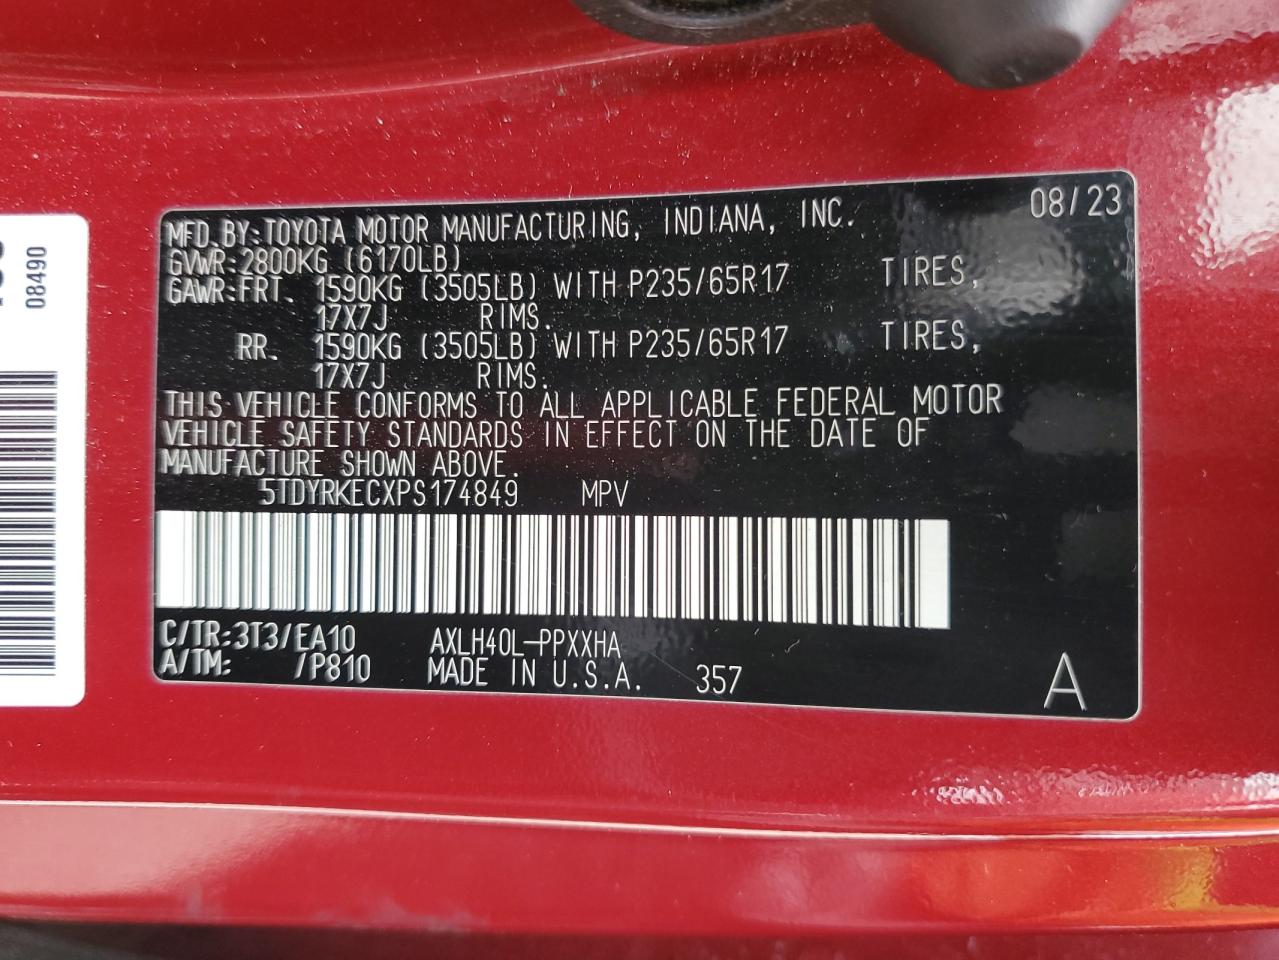 MFD.BY:TOYOTA MOTOR MANUFACTURING, INDIANA, INC. 08/23
GVWR:2800KG (6170LB)
GAWR:FRT. 1590KG (3505LB) WITH P235/65R17 TIRES,
17X7J RIMS.
RR. 1590KG (3505LB) WITH P235/65R17 TIRES,
17X7J RIMS.
THIS VEHICLE CONFORMS TO ALL APPLICABLE FEDERAL MOTOR
VEHICLE SAFETY STANDARDS IN EFFECT ON THE DATE OF
MANUFACTURE SHOWN ABOVE.
5TDYRKECXPS174849 MPV
C/TR:3T3/EA10 AXLH40L-PPXXHA
A/TM: /P810 MADE IN U.S.A. 357 A
08490